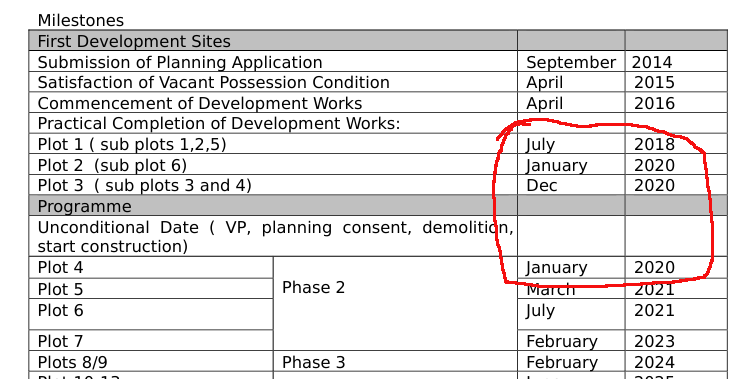 Milestones
First Development Sites
Submission of Planning Application September 2014
Satisfaction of Vacant Possession Condition April 2015
Commencement of Development Works April 2016
Practical Completion of Development Works:
Plot 1 ( sub plots 1,2,5) July 2018
Plot 2 (sub plot 6) January 2020
Plot 3 ( sub plots 3 and 4) Dec 2020
Programme
Unconditional Date ( VP, planning consent, demolition,
start construction)
Plot 4 January 2020
Phase 2
Plot 5 March 2021
Plot 6 July 2021
Plot 7 February 2023
Plots 8/9 Phase 3 February 2024